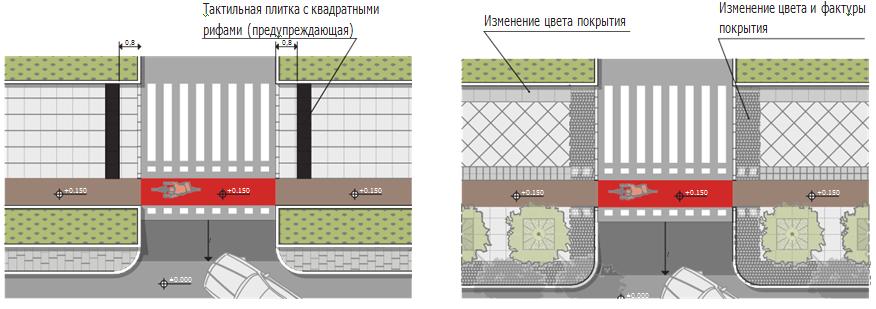 Тактильная плитка с квадратными
рифами (предупреждающая)
0,8
0,8
+0.150
+0.150
+0.150
l
+0.000
Изменение цвета покрытия
Изменение цвета и фактуры
покрытия
+0.150
+0.150
+0.150
l
+0.000